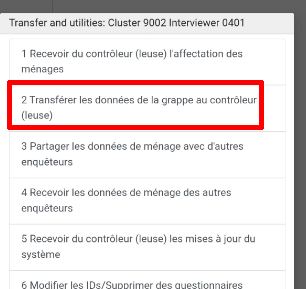 Transfer and utilities: Cluster 9002 Interviewer 0401
1 Recevoir du contrôleur (leuse) l'affectation des
ménages
2 Transférer les données de la grappe au contrôleur
(leuse)
3 Partager les données de ménage avec d'autres
enquêteurs
4 Recevoir les données de ménage des autres
enquêteurs
5 Recevoir du contrôleur (leuse) les mises à jour du
système
6 Modifier les IDs/Supprimer des questionnaires